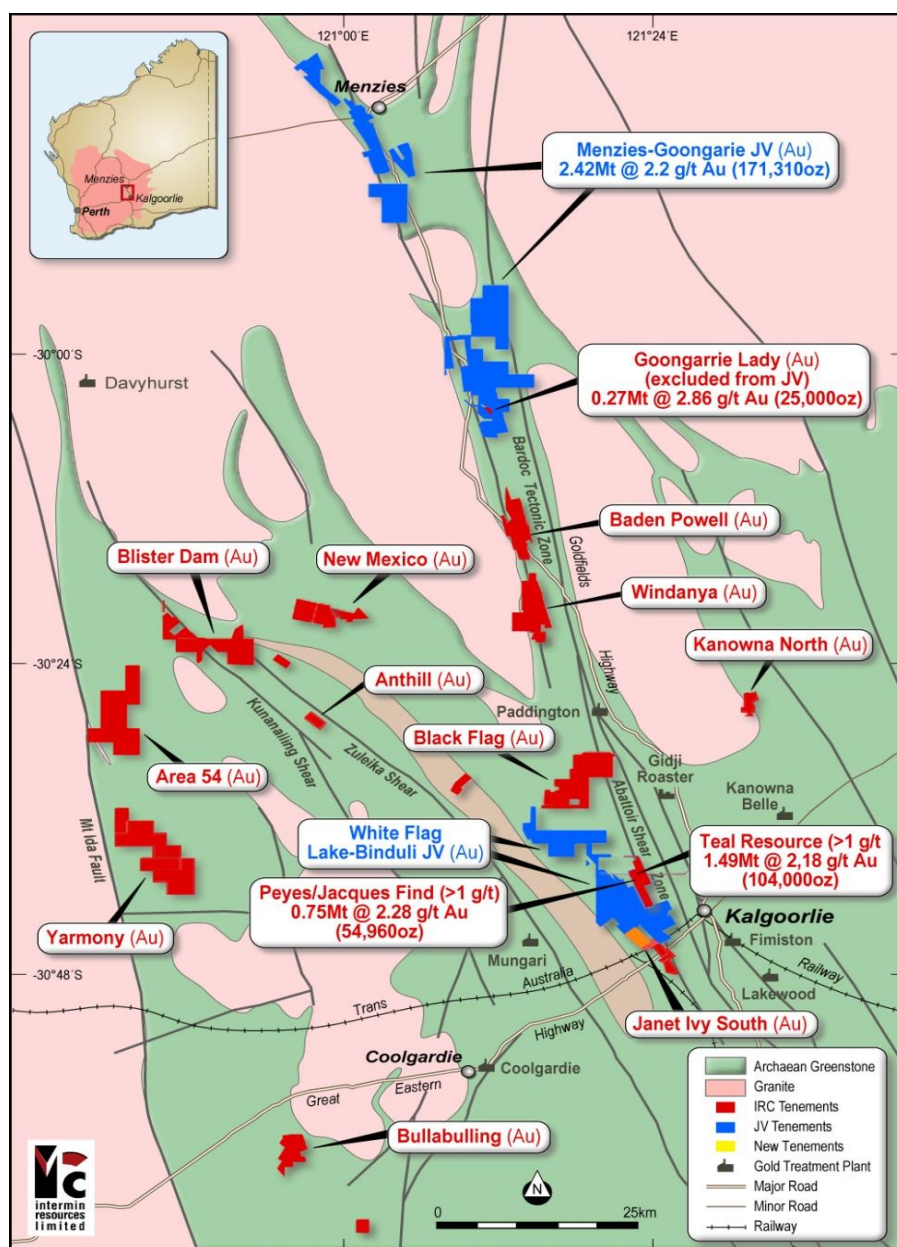 121°00´E
121°24´E
Menzies
Menzies
Kalgoorlie
Perth
Menzies-Goongarie JV (Au)
2.42Mt @ 2.2 g/t Au (171,310oz)
-30°00´S
Davyhurst
Goongarrie Lady (Au)
(excluded from JV)
0.27Mt @ 2.86 g/t Au (25,000oz)
Bardoc Tectonic Zone
Goldfields Highway
Baden Powell (Au)
Blister Dam (Au)
New Mexico (Au)
Windanya (Au)
Kanowna North (Au)
-30°24´S
Anthill (Au)
Paddington
Kunanalling Shear
Zuleika Shear
Black Flag (Au)
Area 54 (Au)
Gidji
Roaster
Kanowna
Belle
Abattoir Shear Zone
Mt Ida Fault
White Flag
Lake-Binduli JV (Au)
Teal Resource (>1 g/t
1.49Mt @ 2,18 g/t Au
(104,000oz)
Peyes/Jacques Find (>1 g/t)
0.75Mt @ 2.28 g/t Au
(54,960oz)
Yarmony (Au)
Kalgoorlie
Mungari
Fimiston
-30°48´S
Trans Australia Railway
Lakewood
Janet Ivy South (Au)
Coolgardie
Coolgardie
Great Eastern Highway
Bullabulling (Au)
Archaean Greenstone
Granite
IRC Tenements
JV Tenements
New Tenements
Gold Treatment Plant
Major Road
Minor Road
Railway
N
0 25km
intermin
resources
limited